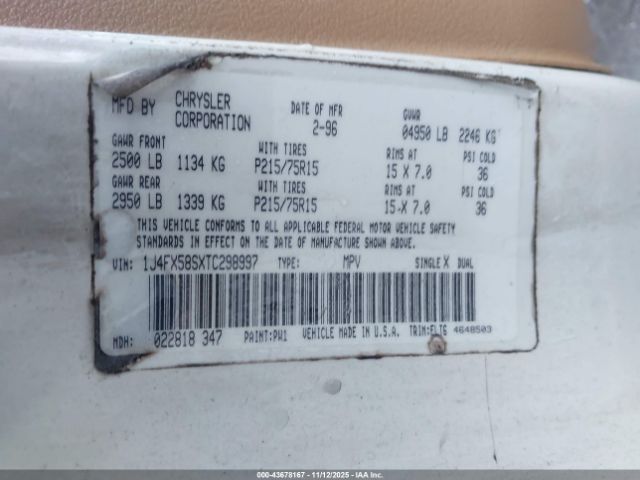 MFD BY CHRYSLER CORPORATION DATE OF MFR 2-96 GVWR 04950 LB 2246 KG
GAWR FRONT WITH TIRES RIMS AT PSI COLD
2500 LB 1134 KG P215/75R15 15 X 7.0 36
GAWR REAR WITH TIRES RIMS AT PSI COLD
2950 LB 1339 KG P215/75R15 15 X 7.0 36
THIS VEHICLE CONFORMS TO ALL APPLICABLE FEDERAL MOTOR VEHICLE SAFETY
STANDARDS IN EFFECT ON THE DATE OF MANUFACTURE SHOWN ABOVE.
VIN: 1J4FX58SXTC298997 TYPE: MPV SINGLE X DUAL
MDH: 022818 347 PAINT:PW1 VEHICLE MADE IN U.S.A. TRIM:ELTG 4648503
000-43678167 - 11/12/2025 - IAAI, Inc.